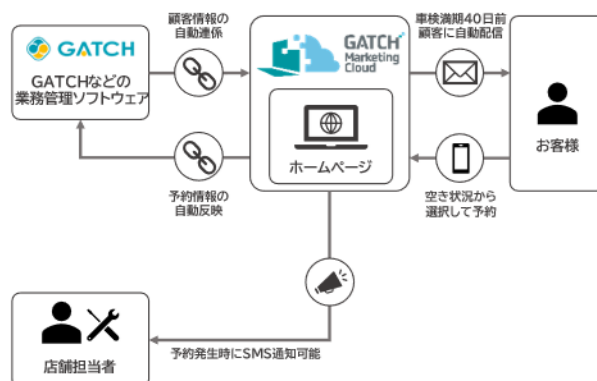 顧客情報の
自動連係
車検満期40日前
顧客に自動配信
GATCH
GATCHなどの
業務管理ソフトウェア
GATCH
Marketing
Cloud
ホームページ
お客様
予約情報の
自動反映
空き状況から
選択して予約
店舗担当者
予約発生時にSMS通知可能